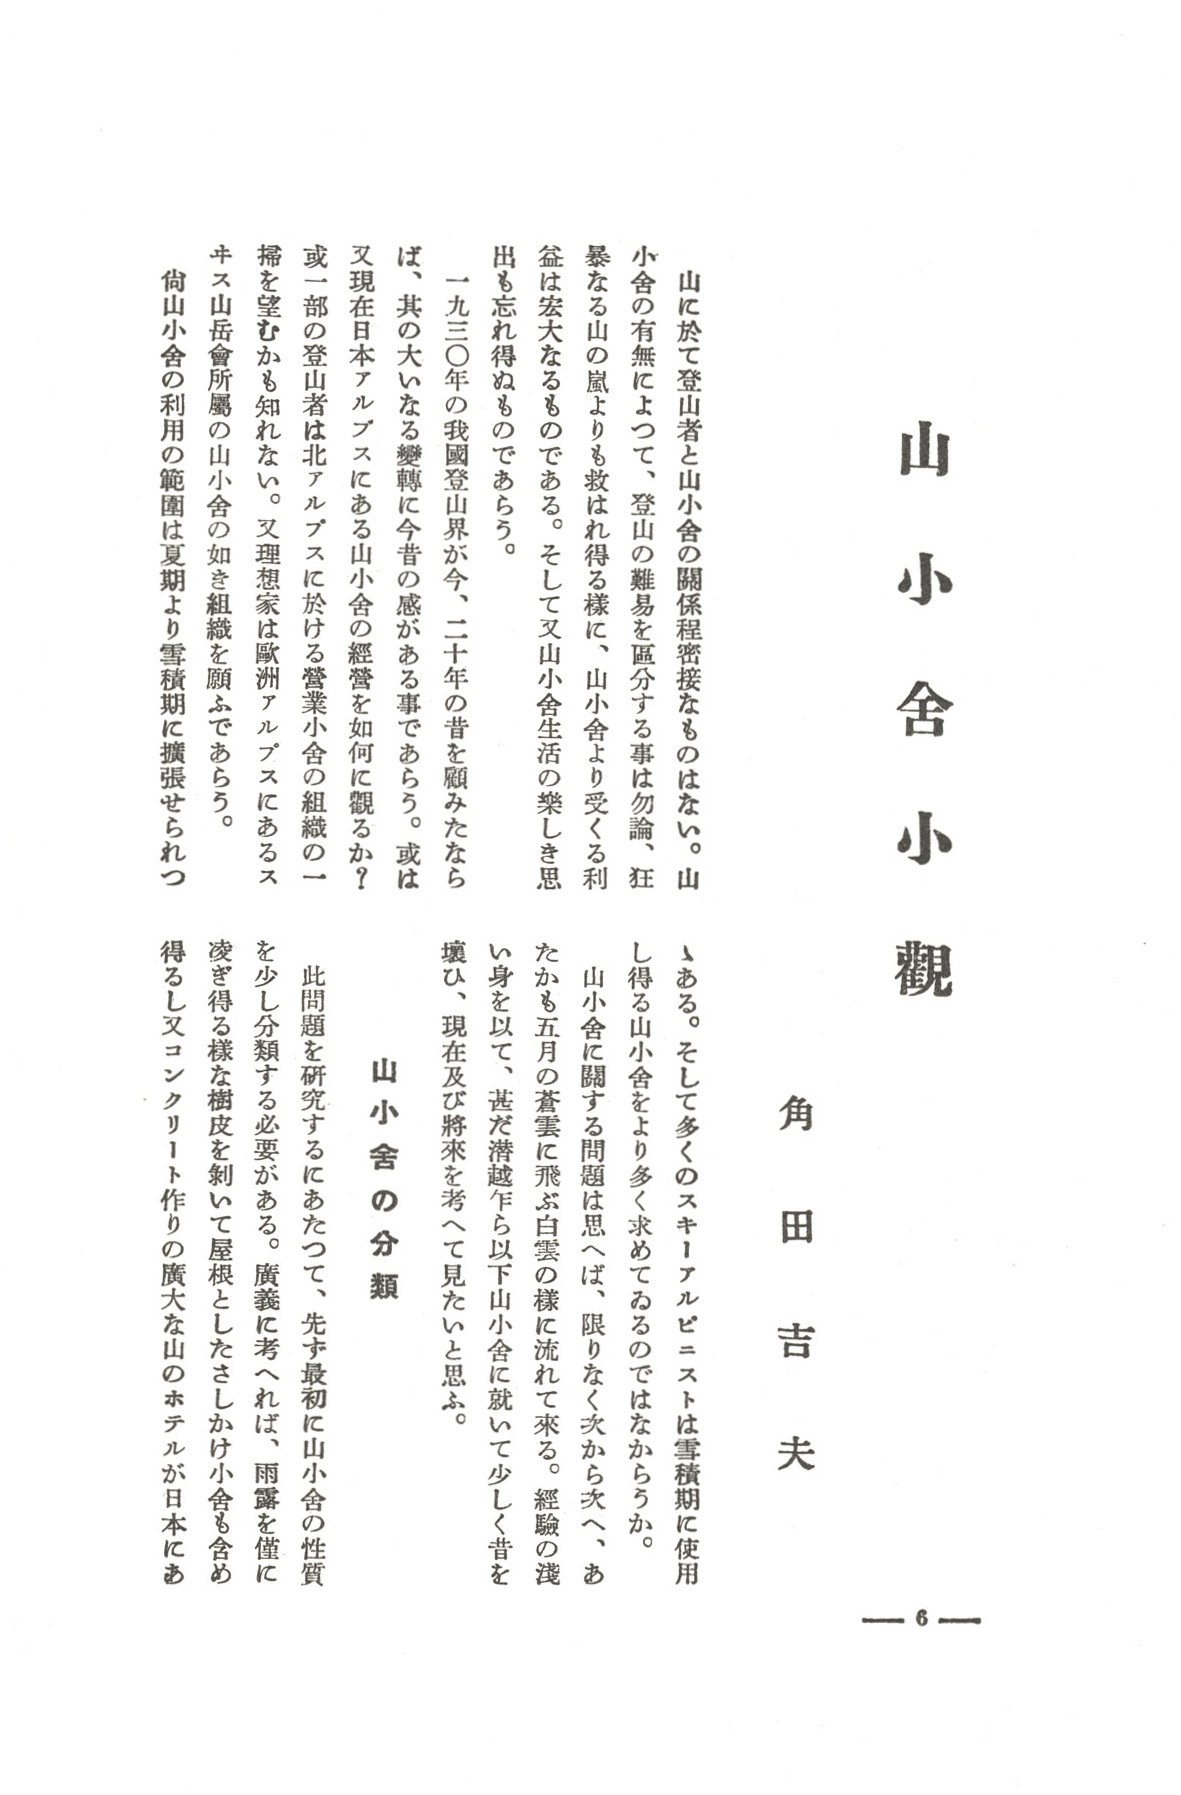 山小舍小觀
角田吉夫
山に於て登山者と山小舍の關係程密接なものはない。山
小舍の有無によつて、登山の難易を區分する事は勿論、狂
暴なる山の嵐よりも救はれ得る樣に、山小舍より受くる利
益は宏大なるものである。そして又山小舍生活の樂しき思
出も忘れ得ぬものであらう。
一九三〇年の我國登山界が今、二十年の昔を顧みたなら
ば、其の大いなる變轉に今昔の感がある事であらう。或は
又現在日本アルプスにある山小舍の經營を如何に觀るか？
或一部の登山者は北アルプスに於ける營業小舍の組織の一
掃を望むかも知れない。又理想家は歐洲アルプスにあるス
ヰス山岳會所屬の山小舍の如き組織を願ふであらう。
尙山小舍の利用の範圍は夏期より雪積期に擴張せられつ
ゝある。そして多くのスキーアルピニストは雪積期に使用
し得る山小舍をより多く求めてゐるのではなからうか。
山小舍に關する問題は思へば、限りなく次から次へ、あ
たかも五月の蒼雲に飛ぶ白雲の樣に流れて來る。經驗の淺
い身を以て、甚だ潜越乍ら以下山小舍に就いて少しく昔を
壞ひ、現在及び將來を考へて見たいと思ふ。
山小舍の分類
此問題を硏究するにあたつて、先ず最初に山小舍の性質
を少し分類する必要がある。廣義に考へれば、雨露を僅に
凌ぎ得る樣な樹皮を剝いて屋根としたさしかけ小舍も含め
得るし又コンクリート作りの廣大な山のホテルが日本にあ
6